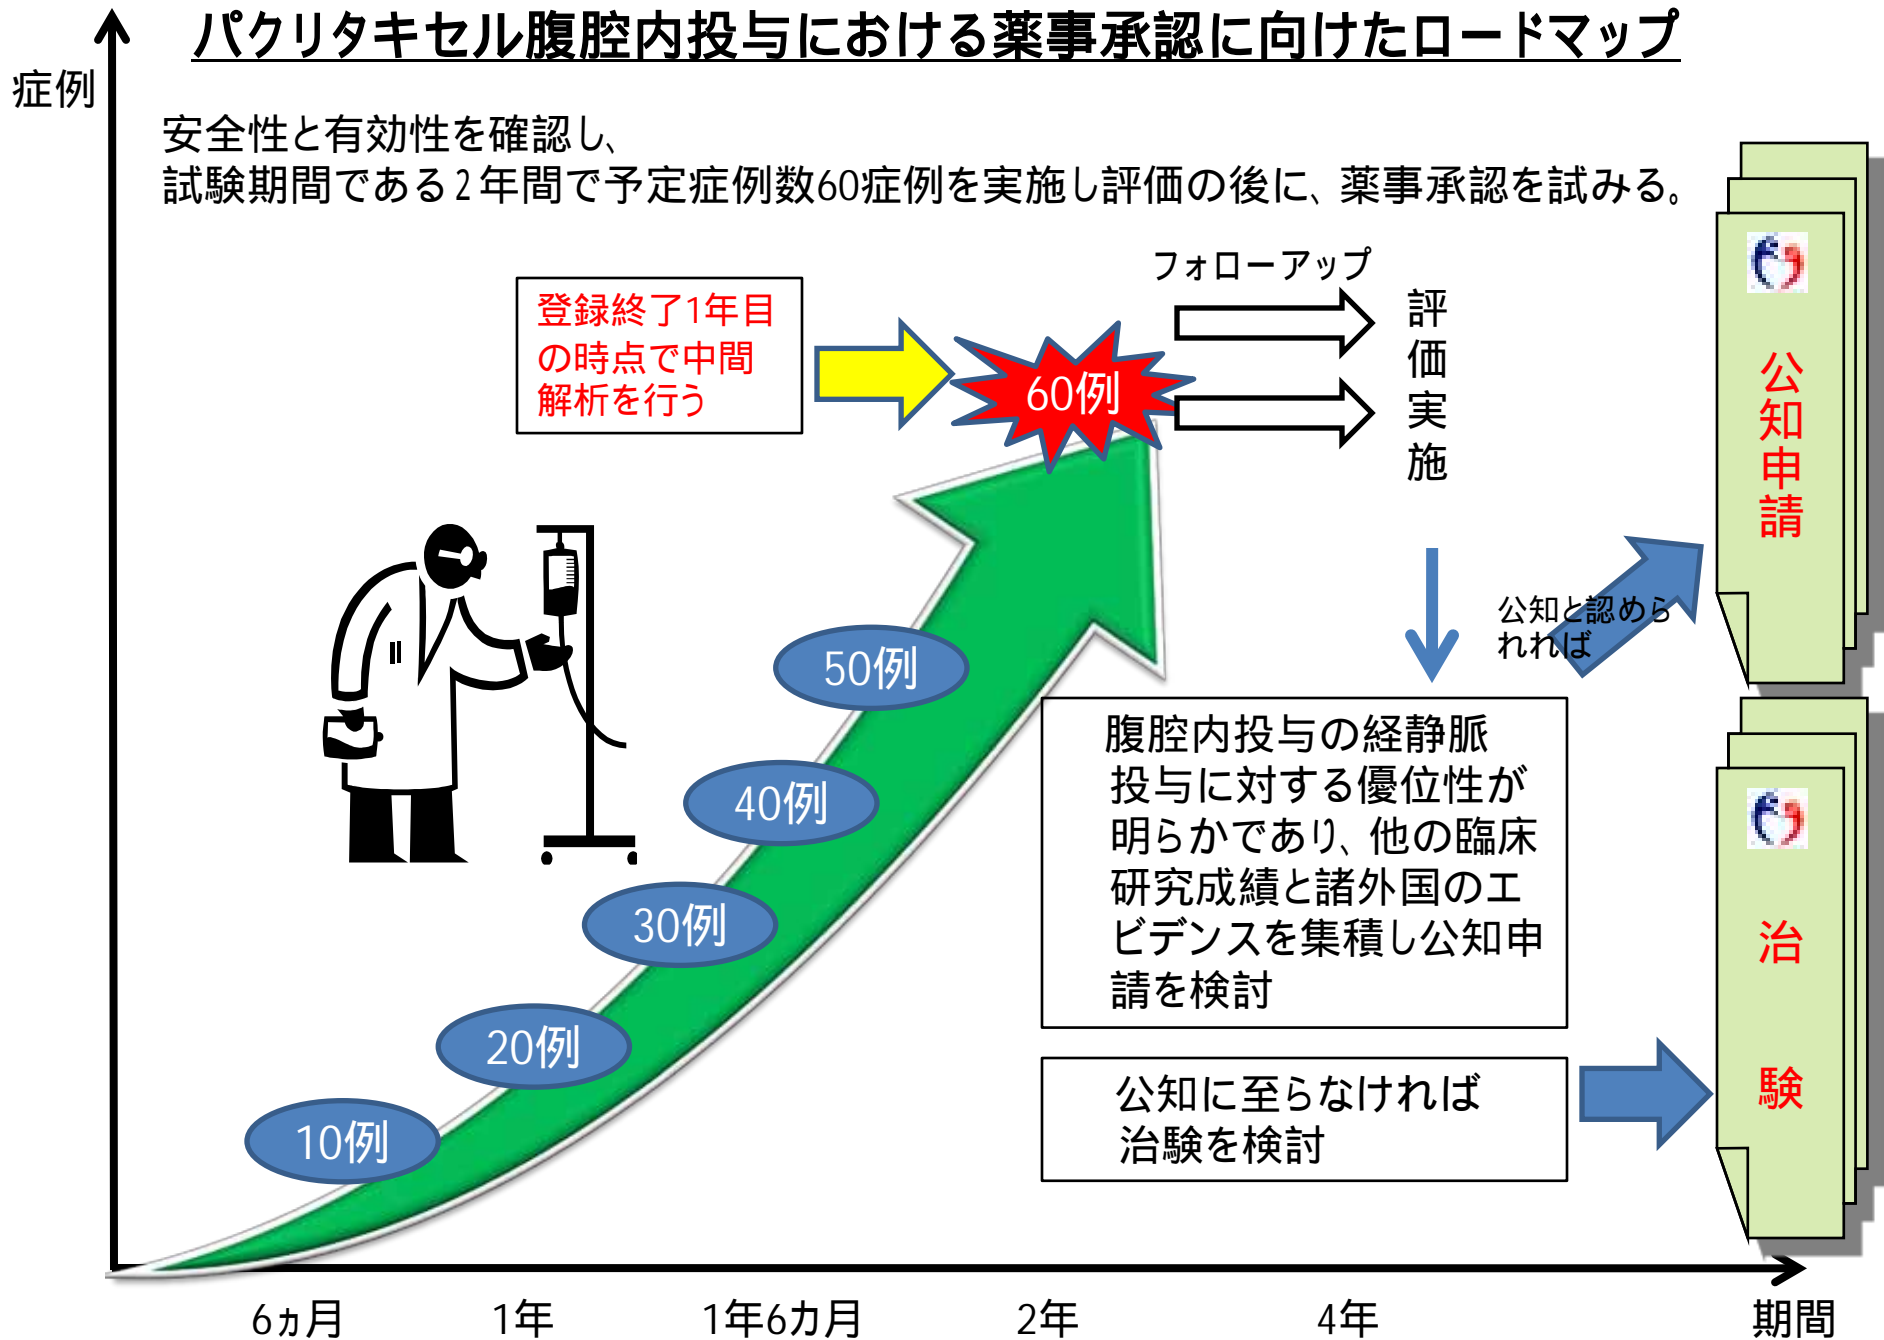 パクリタキセル腹腔内投与における薬事承認に向けたロードマップ
症例
安全性と有効性を確認し、
試験期間である2年間で予定症例数60症例を実施し評価の後に、薬事承認を試みる。
フォローアップ
登録終了1年目
の時点で中間
解析を行う
60例
評価実施
公知申請
公知と認めら
れれば
50例
40例
30例
20例
10例
腹腔内投与の経静脈
投与に対する優位性が
明らかであり、他の臨床
研究成績と諸外国のエ
ビデンスを集積し公知申
請を検討
公知に至らなければ
治験を検討
治験
6ヵ月
1年
1年6カ月
2年
4年
期間